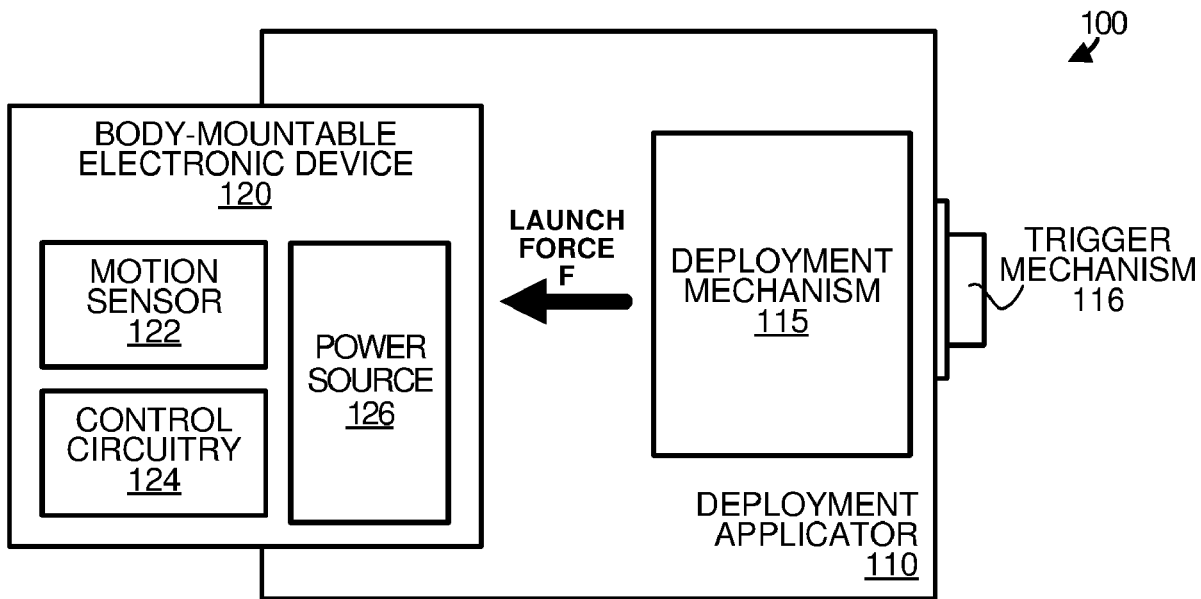 100
BODY-MOUNTABLE
ELECTRONIC DEVICE
120
MOTION
SENSOR
122
CONTROL
CIRCUITRY
124
POWER
SOURCE
126
LAUNCH
FORCE
F
DEPLOYMENT
MECHANISM
115
TRIGGER
MECHANISM
116
DEPLOYMENT
APPLICATOR
110